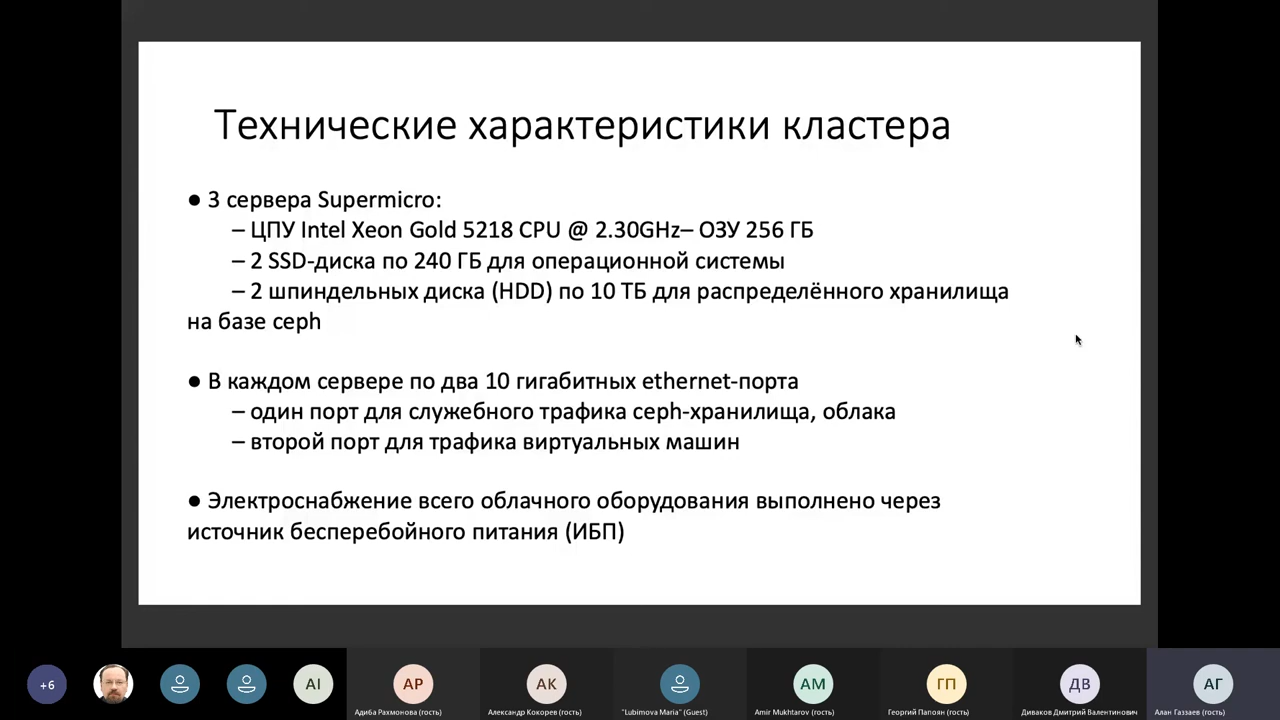 Технические характеристики кластера
● 3 сервера Supermicro:
– ЦПУ Intel Xeon Gold 5218 CPU @ 2.30GHz– ОЗУ 256 ГБ
– 2 SSD-диска по 240 ГБ для операционной системы
– 2 шпиндельных диска (HDD) по 10 ТБ для распределённого хранилища
на базе ceph
● В каждом сервере по два 10 гигабитных ethernet-порта
– один порт для служебного трафика ceph-хранилища, облака
– второй порт для трафика виртуальных машин
● Электроснабжение всего облачного оборудования выполнено через
источник бесперебойного питания (ИБП)
+6
AI
АР
АК
AM
ГП
ДВ
АГ
Адиба Рахмонова (гость)
Александр Кокорев (гость)
"Lubimova Maria" (Guest)
Amir Mukhtarov (гость)
Георгий Папоян (гость)
Диваков Дмитрий Валентинович
Алан Газзаев (гость)